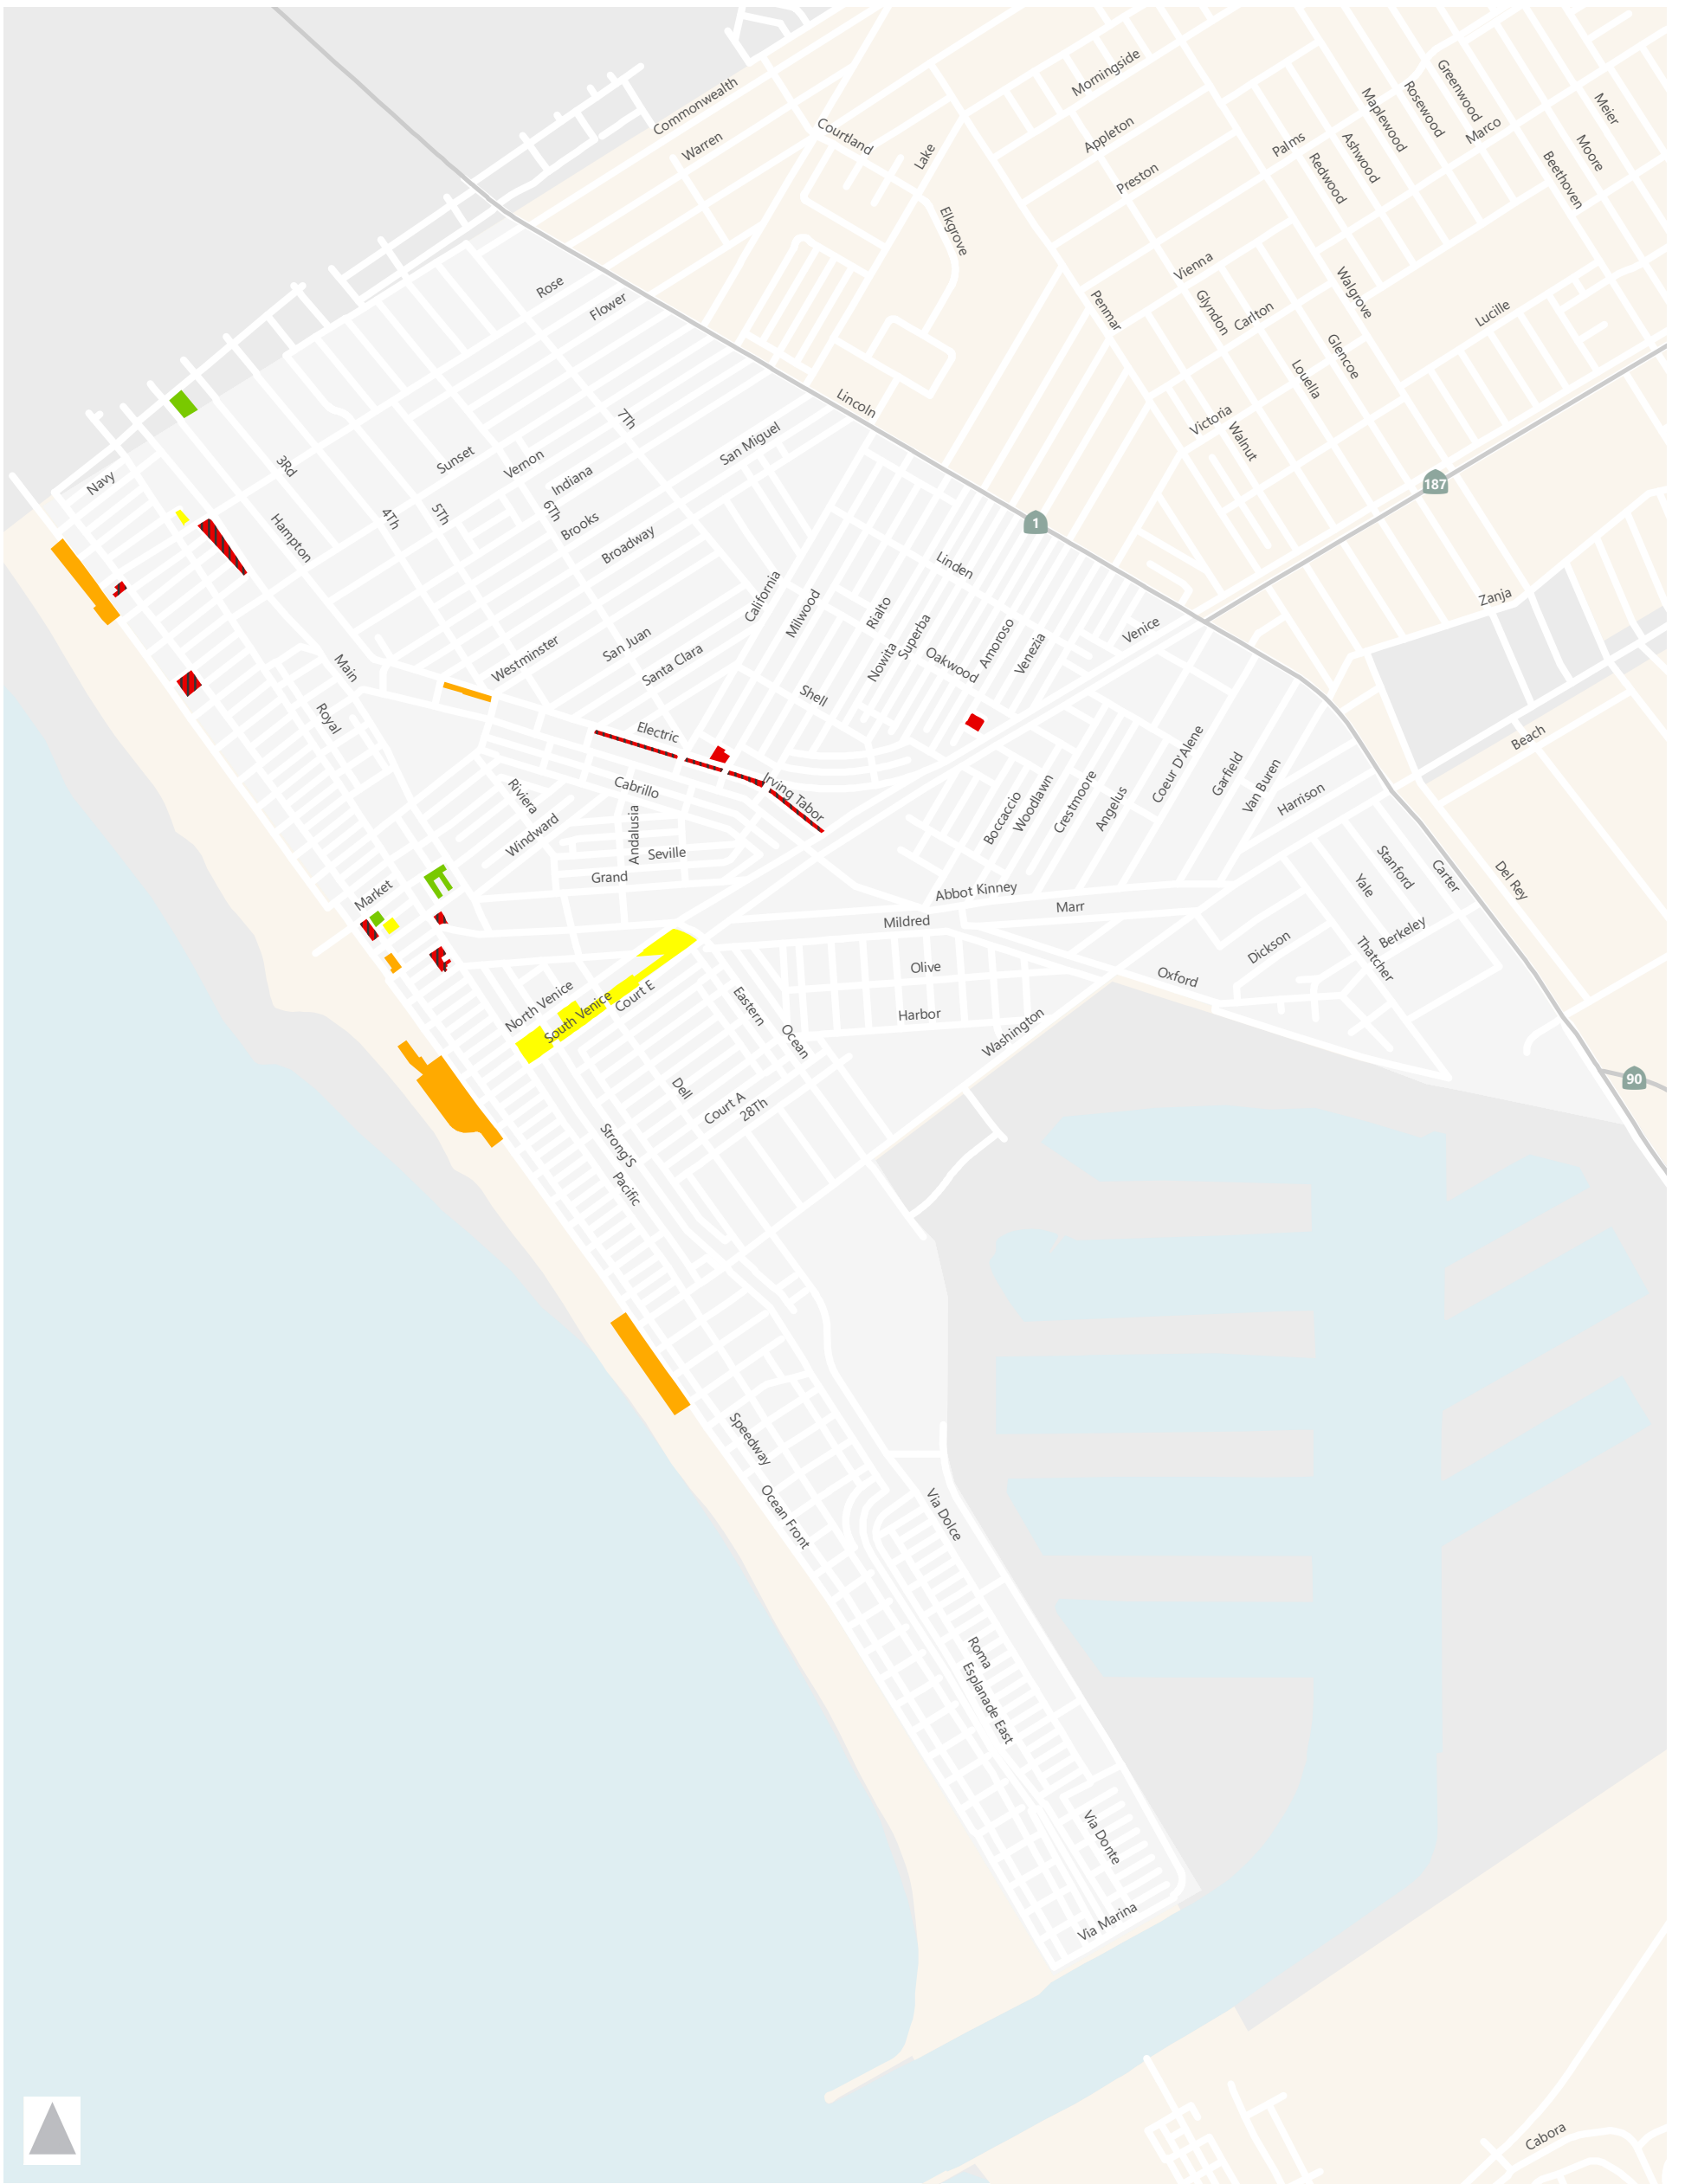 Greenwood
Morningside
Commonwealth
Maplewood
Rosewood
Meier
Marco
Courtland
Appleton
Warren
Palms
Ashwood
Moore
Lake
Redwood
Beethoven
Preston
Elkgrove
Vienna
Rose
Walgrove
Flower
Penmar
Glyndon
Carlton
Lucille
Glencoe
Louella
Lincoln
7Th
Victoria
Walnut
San Miguel
3Rd
Sunset
Vernon
Navy
Indiana
187
4Th
5Th
6Th
Hampton
Brooks
1
Broadway
Linden
California
Zanja
Milwood
Rialto
Superba
Amoroso
Venice
Westminster
San Juan
Santa Clara
Nowita
Oakwood
Venezia
Main
Shell
Royal
Electric
Beach
Coeur D'Alene
Garfield
Irving Tabor
Cabrillo
Riviera
Van Buren
Harrison
Boccaccio
Woodlawn
Crestmoore
Angelus
Windward
Andalusia
Seville
Stanford
Carter
Del Rey
Grand
Yale
Market
Abbot Kinney
Marr
Mildred
Berkeley
Dickson
Thatcher
Olive
Oxford
North Venice
South Venice
Court E
Eastern
Harbor
Ocean
Washington
90
Dell
Court A
28Th
Strong'S
Pacific
Speedway
Ocean Front
Via Dolce
Roma
Esplanade East
Via Donte
Via Marina
Cabora